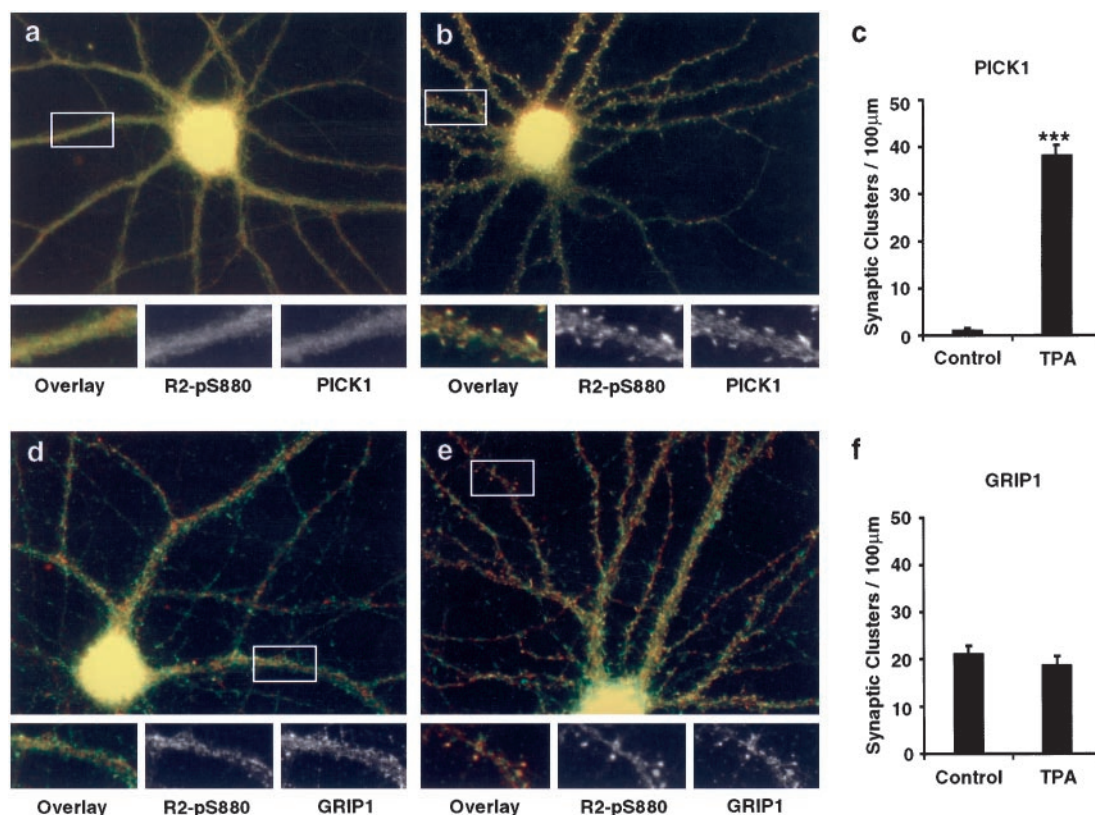 a
b
c
PICK1
Synaptic Clusters / 100µm
50
40
30
20
10
0
***
Control TPA
Overlay R2-pS880 PICK1
Overlay R2-pS880 PICK1
d
e
f
GRIP1
Synaptic Clusters / 100µm
50
40
30
20
10
0
Control TPA
Overlay R2-pS880 GRIP1
Overlay R2-pS880 GRIP1